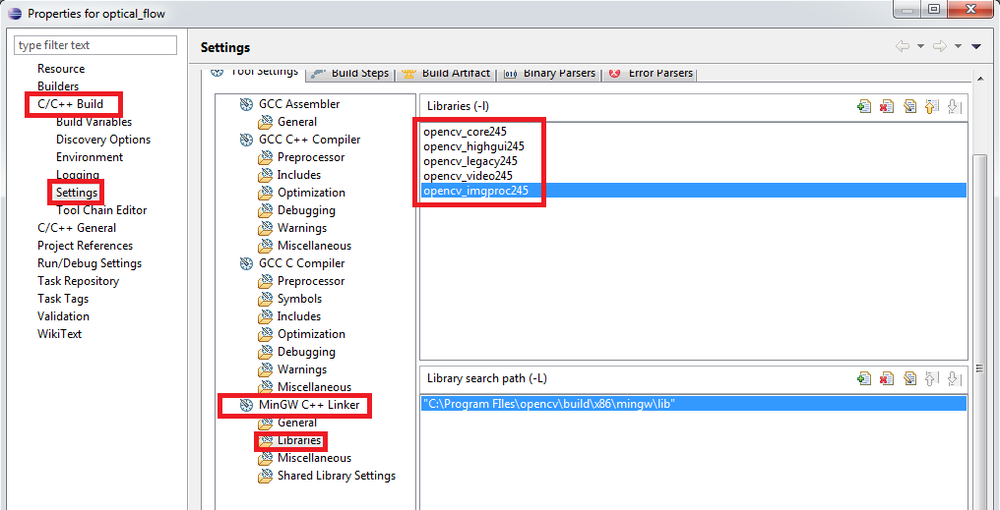 Properties for optical_flow
type filter text
Resource
Builders
C/C++ Build
Build Variables
Discovery Options
Environment
Logging
Settings
Tool Chain Editor
C/C++ General
Project References
Run/Debug Settings
Task Repository
Task Tags
Validation
WikiText
Settings
Tool Settings
Build Steps
Build Artifact
Binary Parsers
Error Parsers
GCC Assembler
General
GCC C++ Compiler
Preprocessor
Includes
Optimization
Debugging
Warnings
Miscellaneous
GCC C Compiler
Preprocessor
Symbols
Includes
Optimization
Debugging
Warnings
Miscellaneous
MinGW C++ Linker
General
Libraries
Miscellaneous
Shared Library Settings
Libraries (-l)
opencv_core245
opencv_highgui245
opencv_legacy245
opencv_video245
opencv_imgproc245
Library search path (-L)
"C:\Program FIles\opencv\build\x86\mingw\lib"